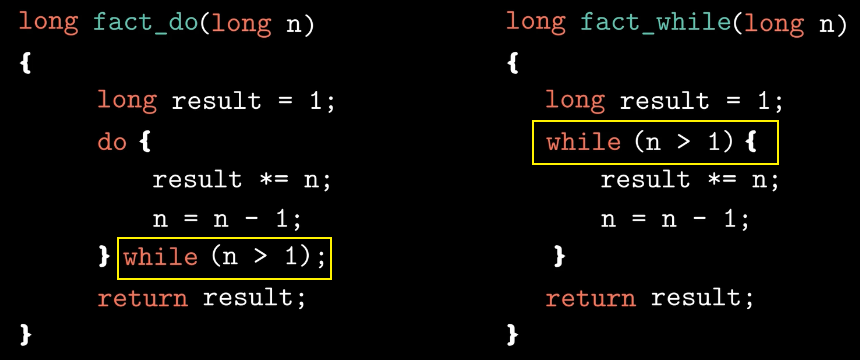 long fact_do(long n)
{
long result = 1;
do {
result *= n;
n = n - 1;
} while (n > 1);
return result;
}
long fact_while(long n)
{
long result = 1;
while (n > 1) {
result *= n;
n = n - 1;
}
return result;
}